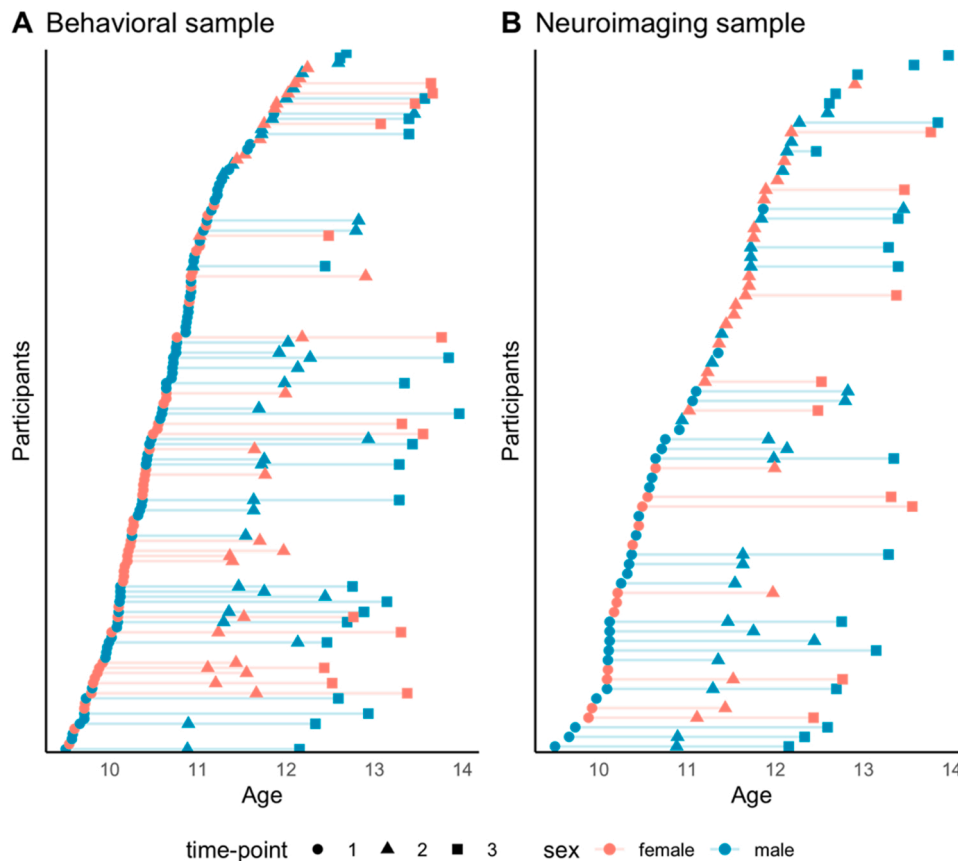 A Behavioral sample
B Neuroimaging sample
Participants
Participants
10 11 12 13 14
10 11 12 13 14
Age
Age
time-point 1 2 3 sex female male